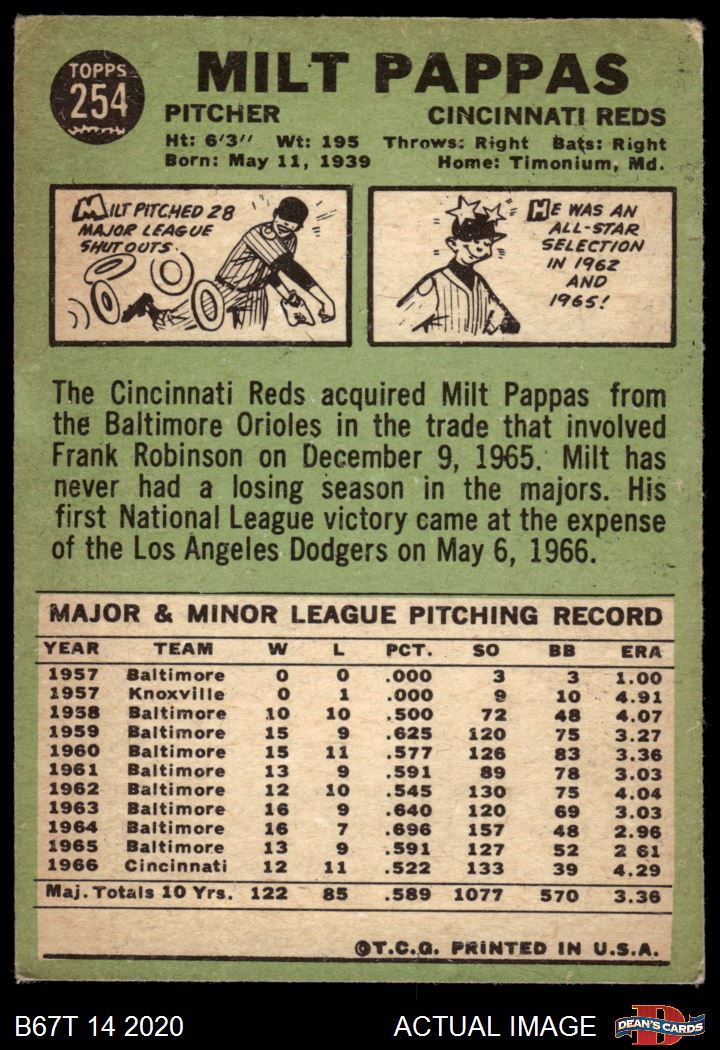 TOPPS
254
MILT PAPPAS
PITCHER CINCINNATI REDS
Ht: 6'3" Wt: 195 Throws: Right Bats: Right
Born: May 11, 1939 Home: Timonium, Md.
MILT PITCHED 28
MAJOR LEAGUE
SHUTOUTS.
HE WAS AN
ALL-STAR
SELECTION
IN 1962
AND
1965!
The Cincinnati Reds acquired Milt Pappas from
the Baltimore Orioles in the trade that involved
Frank Robinson on December 9, 1965. Milt has
never had a losing season in the majors. His
first National League victory came at the expense
of the Los Angeles Dodgers on May 6, 1966.
MAJOR & MINOR LEAGUE PITCHING RECORD
YEAR TEAM W L PCT. SO BB ERA
1957 Baltimore 0 0 .000 3 3 1.00
1957 Knoxville 0 1 .000 9 10 4.91
1958 Baltimore 10 10 .500 72 48 4.07
1959 Baltimore 15 9 .625 120 75 3.27
1960 Baltimore 15 11 .577 126 83 3.36
1961 Baltimore 13 9 .591 89 78 3.03
1962 Baltimore 12 10 .545 130 75 4.04
1963 Baltimore 16 9 .640 120 69 3.03
1964 Baltimore 16 7 .696 157 48 2.96
1965 Baltimore 13 9 .591 127 52 2 61
1966 Cincinnati 12 11 .522 133 39 4.29
Maj. Totals 10 Yrs. 122 85 .589 1077 570 3.36
©T.C.G. PRINTED IN U.S.A.
B67T 14 2020 ACTUAL IMAGE
D
DEAN'S CARDS